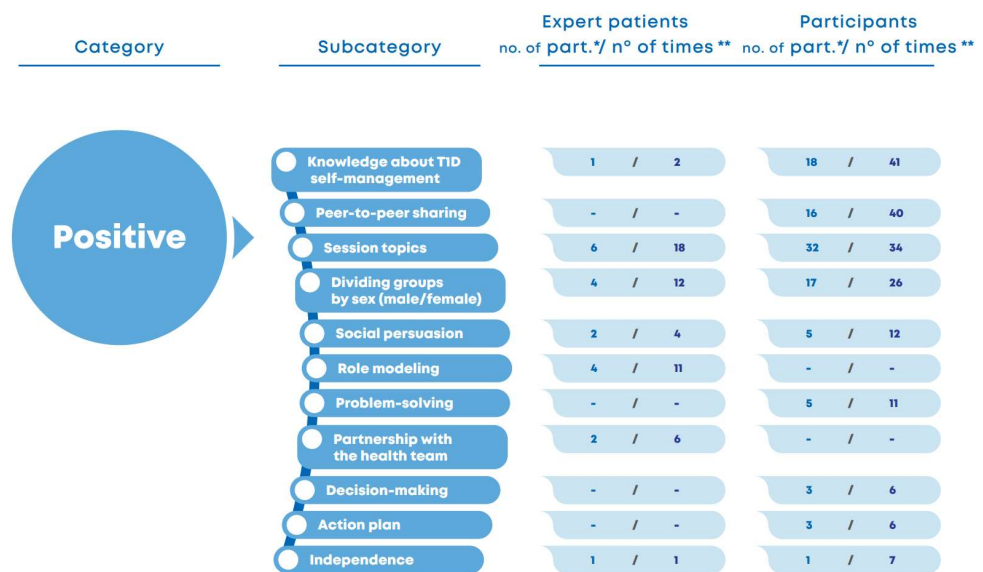 Category
Subcategory
Expert patients
no. of part.*/ nº of times **
Participants
no. of part.*/ nº of times **
Positive
Knowledge about T1D
self-management
1 / 2
18 / 41
Peer-to-peer sharing
- / -
16 / 40
Session topics
6 / 18
32 / 34
Dividing groups
by sex (male/female)
4 / 12
17 / 26
Social persuasion
2 / 4
5 / 12
Role modeling
4 / 11
- / -
Problem-solving
- / -
5 / 11
Partnership with
the health team
2 / 6
- / -
Decision-making
- / -
3 / 6
Action plan
- / -
3 / 6
Independence
1 / 1
1 / 7